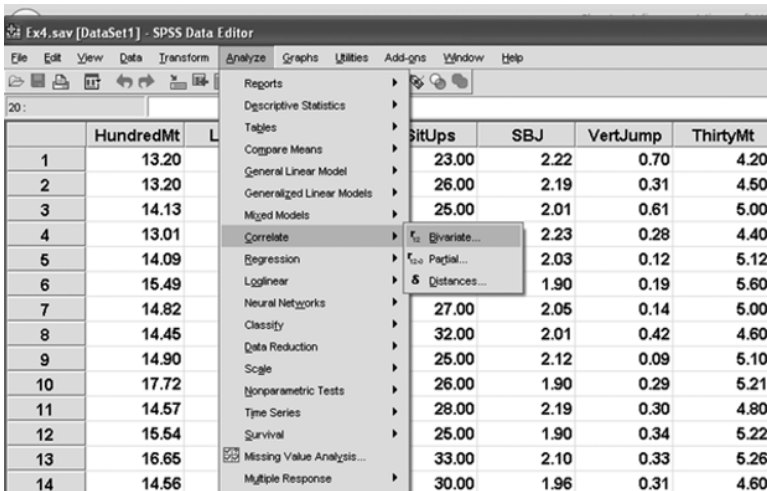 Ex4.sav [DataSet1] - SPSS Data Editor
File Edit View Data Transform Analyze Graphs Utilities Add-ons Window Help
20 :
HundredMt L SitUps SBJ VertJump ThirtyMt
1 13.20 23.00 2.22 0.70 4.20
2 13.20 26.00 2.19 0.31 4.50
3 14.13 25.00 2.01 0.61 5.00
4 13.01 2.23 0.28 4.40
5 14.09 2.03 0.12 5.12
6 15.49 1.90 0.19 5.60
7 14.82 27.00 2.05 0.14 5.00
8 14.45 32.00 2.01 0.42 4.60
9 14.90 25.00 2.12 0.09 5.10
10 17.72 26.00 1.90 0.29 5.21
11 14.57 28.00 2.19 0.30 4.80
12 15.54 25.00 1.90 0.34 5.22
13 16.65 33.00 2.10 0.33 5.26
14 14.56 30.00 1.96 0.31 4.60
Reports
Descriptive Statistics
Tables
Compare Means
General Linear Model
Generalized Linear Models
Mixed Models
Correlate
Regression
Loglinear
Neural Networks
Classify
Data Reduction
Scale
Nonparametric Tests
Time Series
Survival
Missing Value Analysis...
Multiple Response
r12 Bivariate...
r12.3 Partial...
δ Distances...